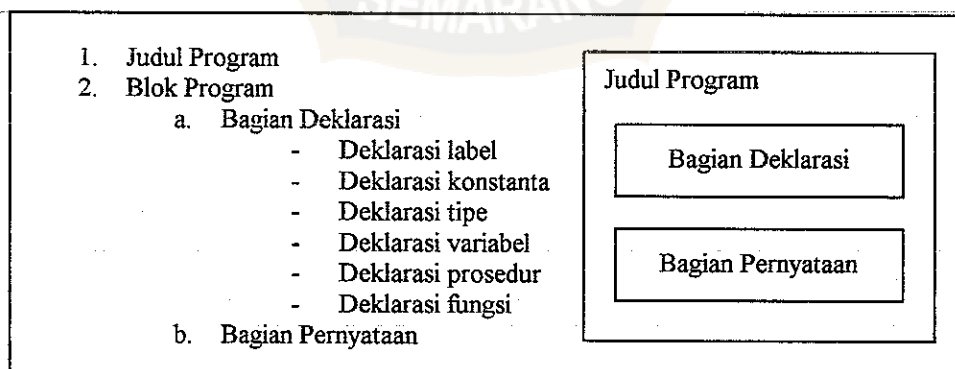 SEMARANG
1. Judul Program
2. Blok Program
a. Bagian Deklarasi
- Deklarasi label
- Deklarasi konstanta
- Deklarasi tipe
- Deklarasi variabel
- Deklarasi prosedur
- Deklarasi fungsi
b. Bagian Pernyataan
Judul Program
Bagian Deklarasi
Bagian Pernyataan